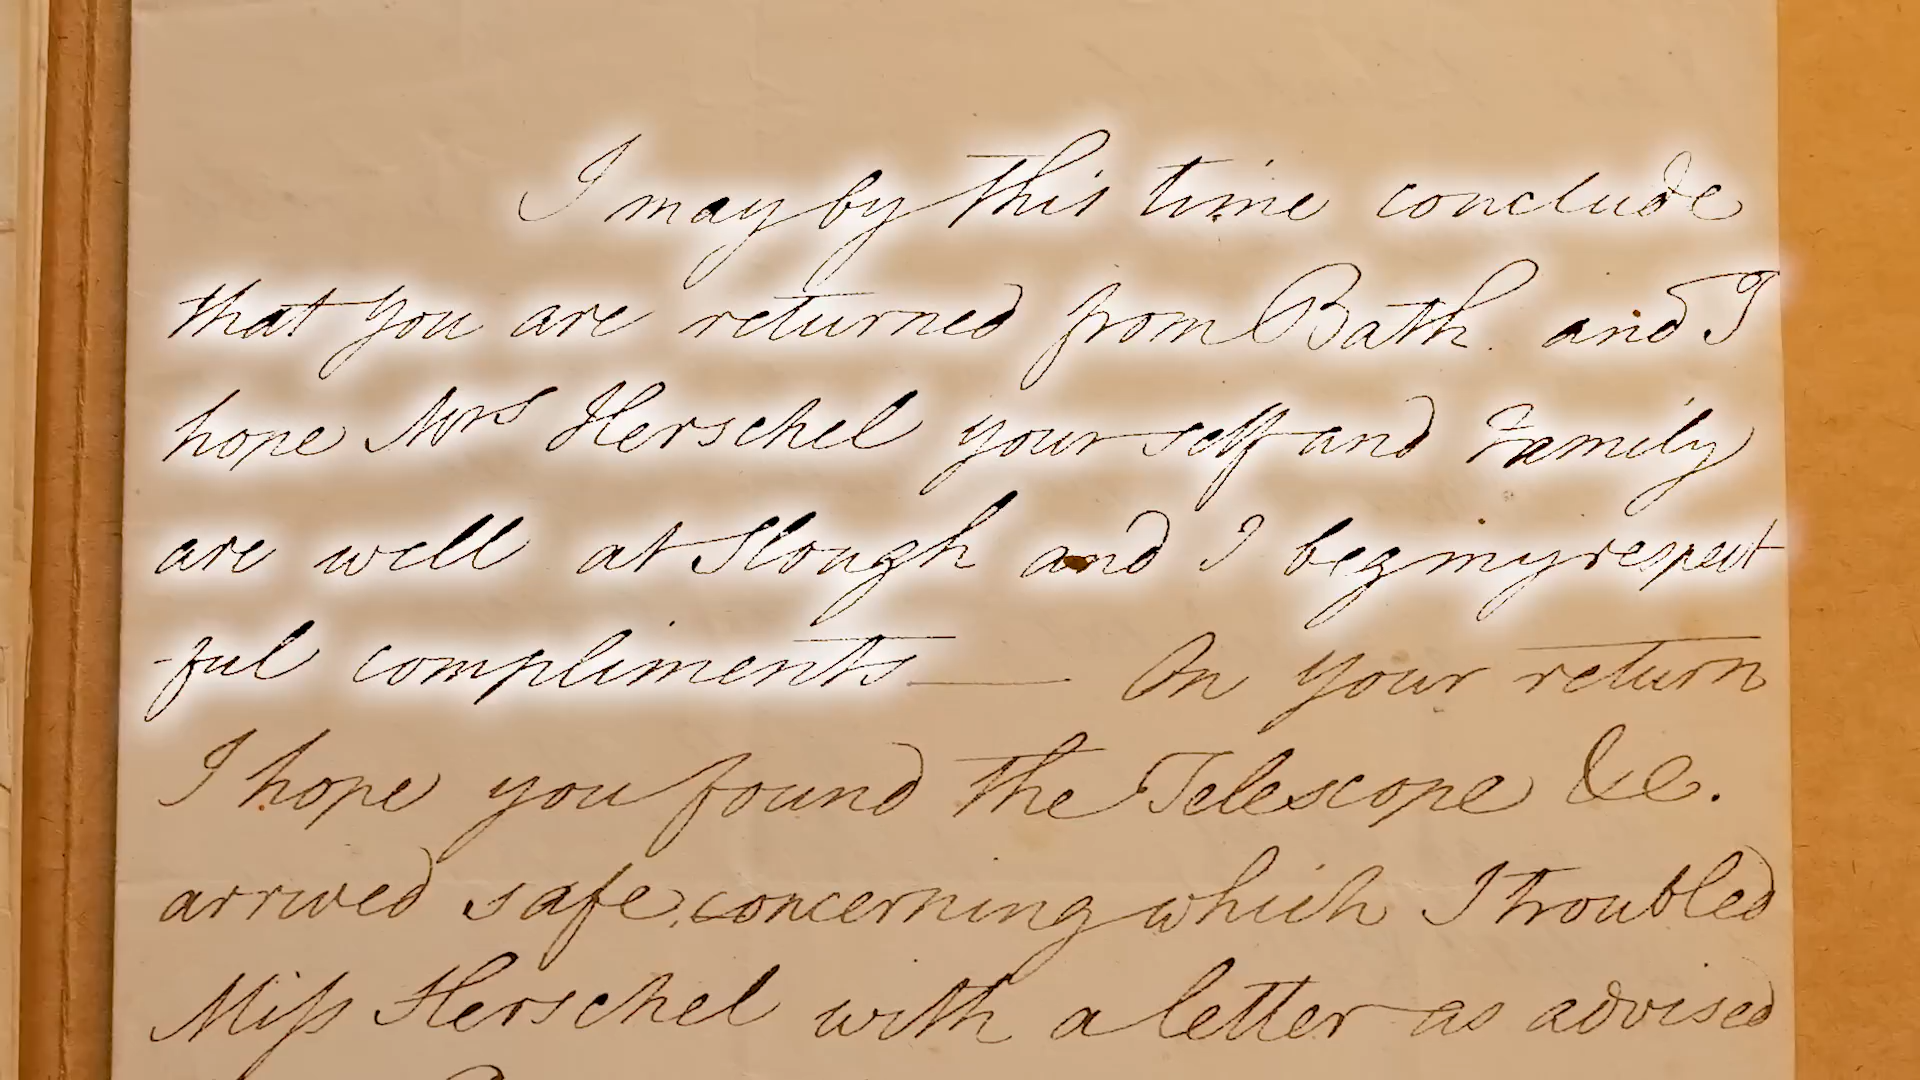 I may by this time conclude
that you are returned from Bath. and I
hope Mrs Herschel yourself and Family
are well at Slough and I beg my respect
-ful compliments — On your return
I hope you found the Telescope &c.
arrived safe, concerning which I troubled
Miss Herschel with a letter as advised